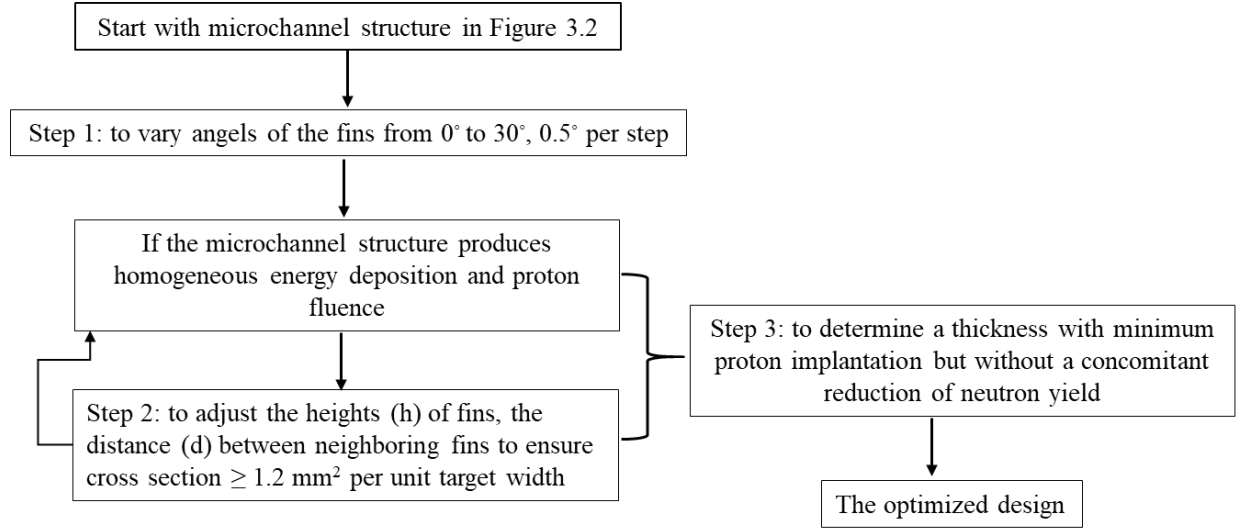 Start with microchannel structure in Figure 3.2
Step 1: to vary angels of the fins from 0˚ to 30˚, 0.5˚ per step
If the microchannel structure produces
homogeneous energy deposition and proton
fluence
Step 2: to adjust the heights (h) of fins, the
distance (d) between neighboring fins to ensure
cross section ≥ 1.2 mm² per unit target width
Step 3: to determine a thickness with minimum
proton implantation but without a concomitant
reduction of neutron yield
The optimized design